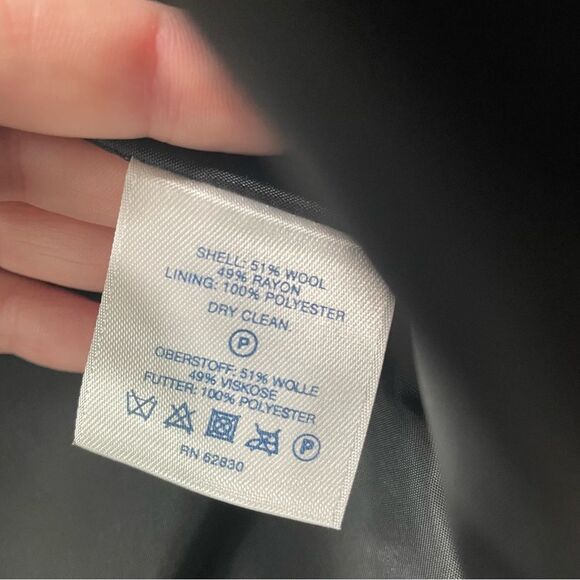 SHELL: 51% WOOL
49% RAYON
LINING: 100% POLYESTER
DRY CLEAN
P
OBERSTOFF: 51% WOLLE
49% VISKOSE
FUTTER: 100% POLYESTER
P
RN 62830